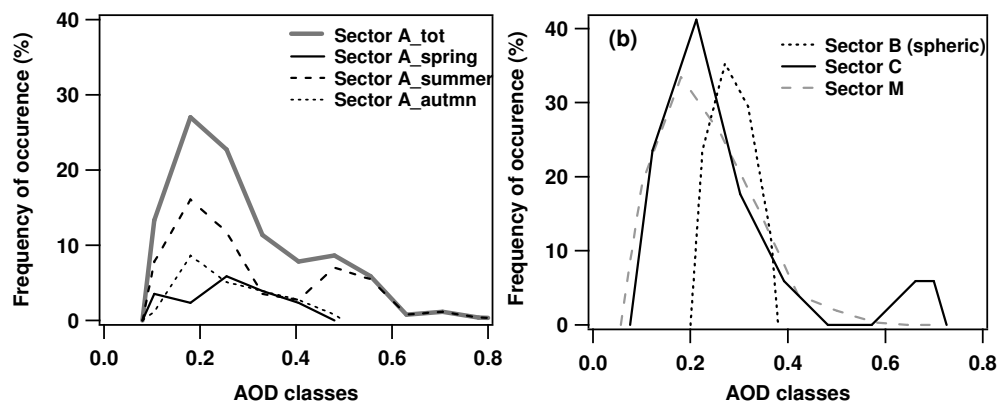 Frequency of occurence (%)
40
30
20
10
0
Sector A_tot
Sector A_spring
Sector A_summer
Sector A_autmn
0.0 0.2 0.4 0.6 0.8
AOD classes
Frequency of occurence (%)
40
30
20
10
0
(b)
Sector B (spheric)
Sector C
Sector M
0.0 0.2 0.4 0.6 0.8
AOD classes